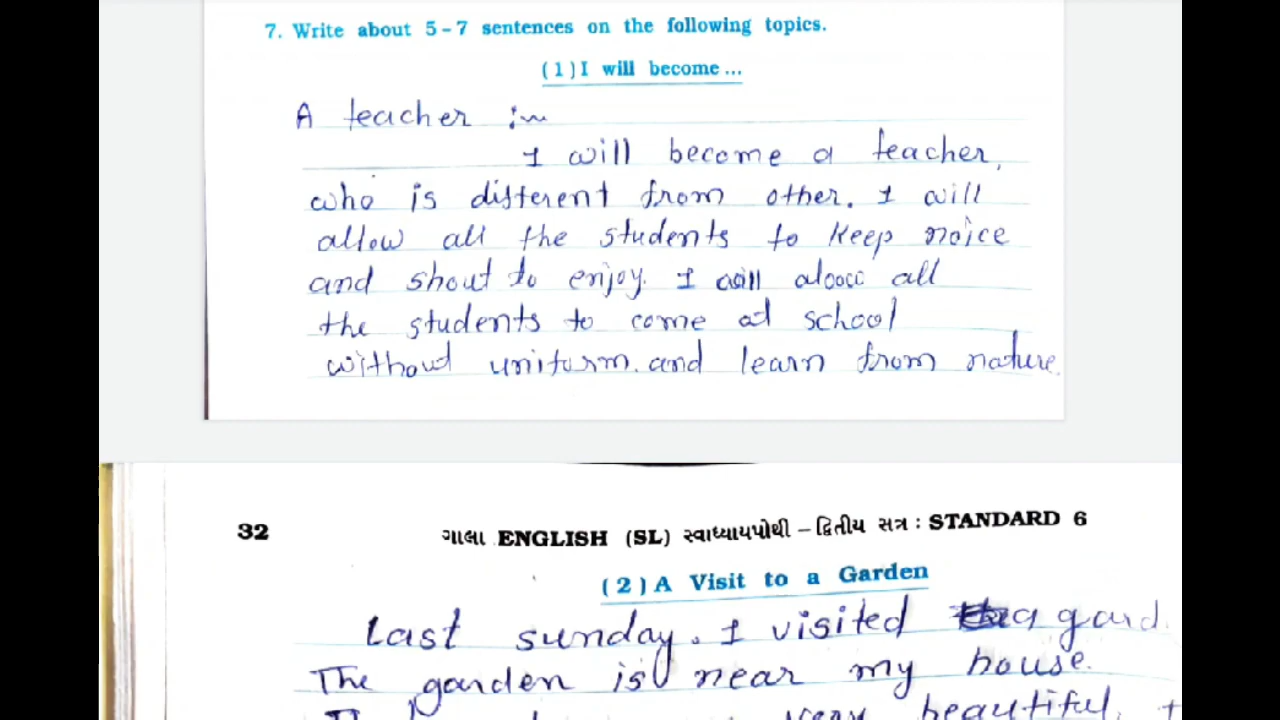 7. Write about 5-7 sentences on the following topics.
(1) I will become ...
A teacher :~
I will become a teacher,
who is different from other. I will
allow all the students to keep noice
and shout to enjoy. I will aloow all
the students to come at school
without uniform. and learn from nature.
32 ગાલા ENGLISH (SL) સ્વાધ્યાયપોથી – દ્વિતીય સત્ર : STANDARD 6
(2) A Visit to a Garden
Last sunday. I visited a gard.
The garden is near my house.
very beautiful,